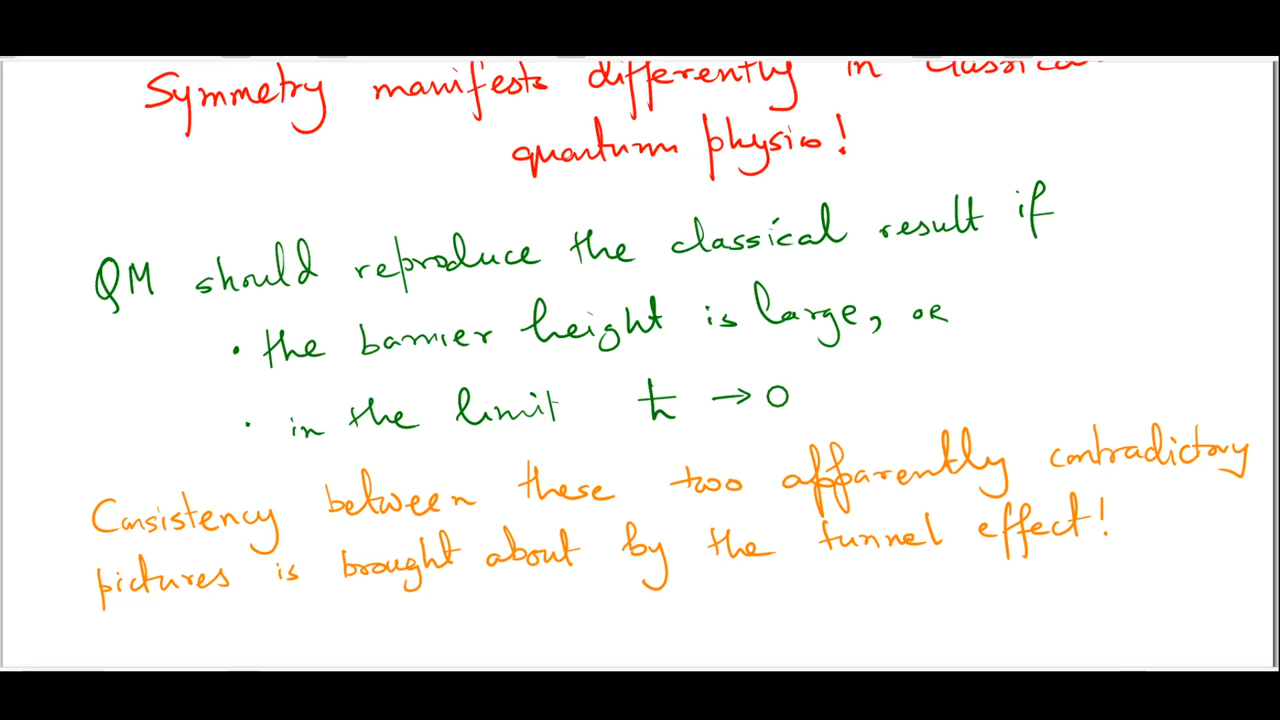 Symmetry manifests differently in classica
quantum physics!
QM should reproduce the classical result if
• the barrier height is large, or
• in the limit ħ → 0
Consistency between these two apparently contradictory
pictures is brought about by the tunnel effect!